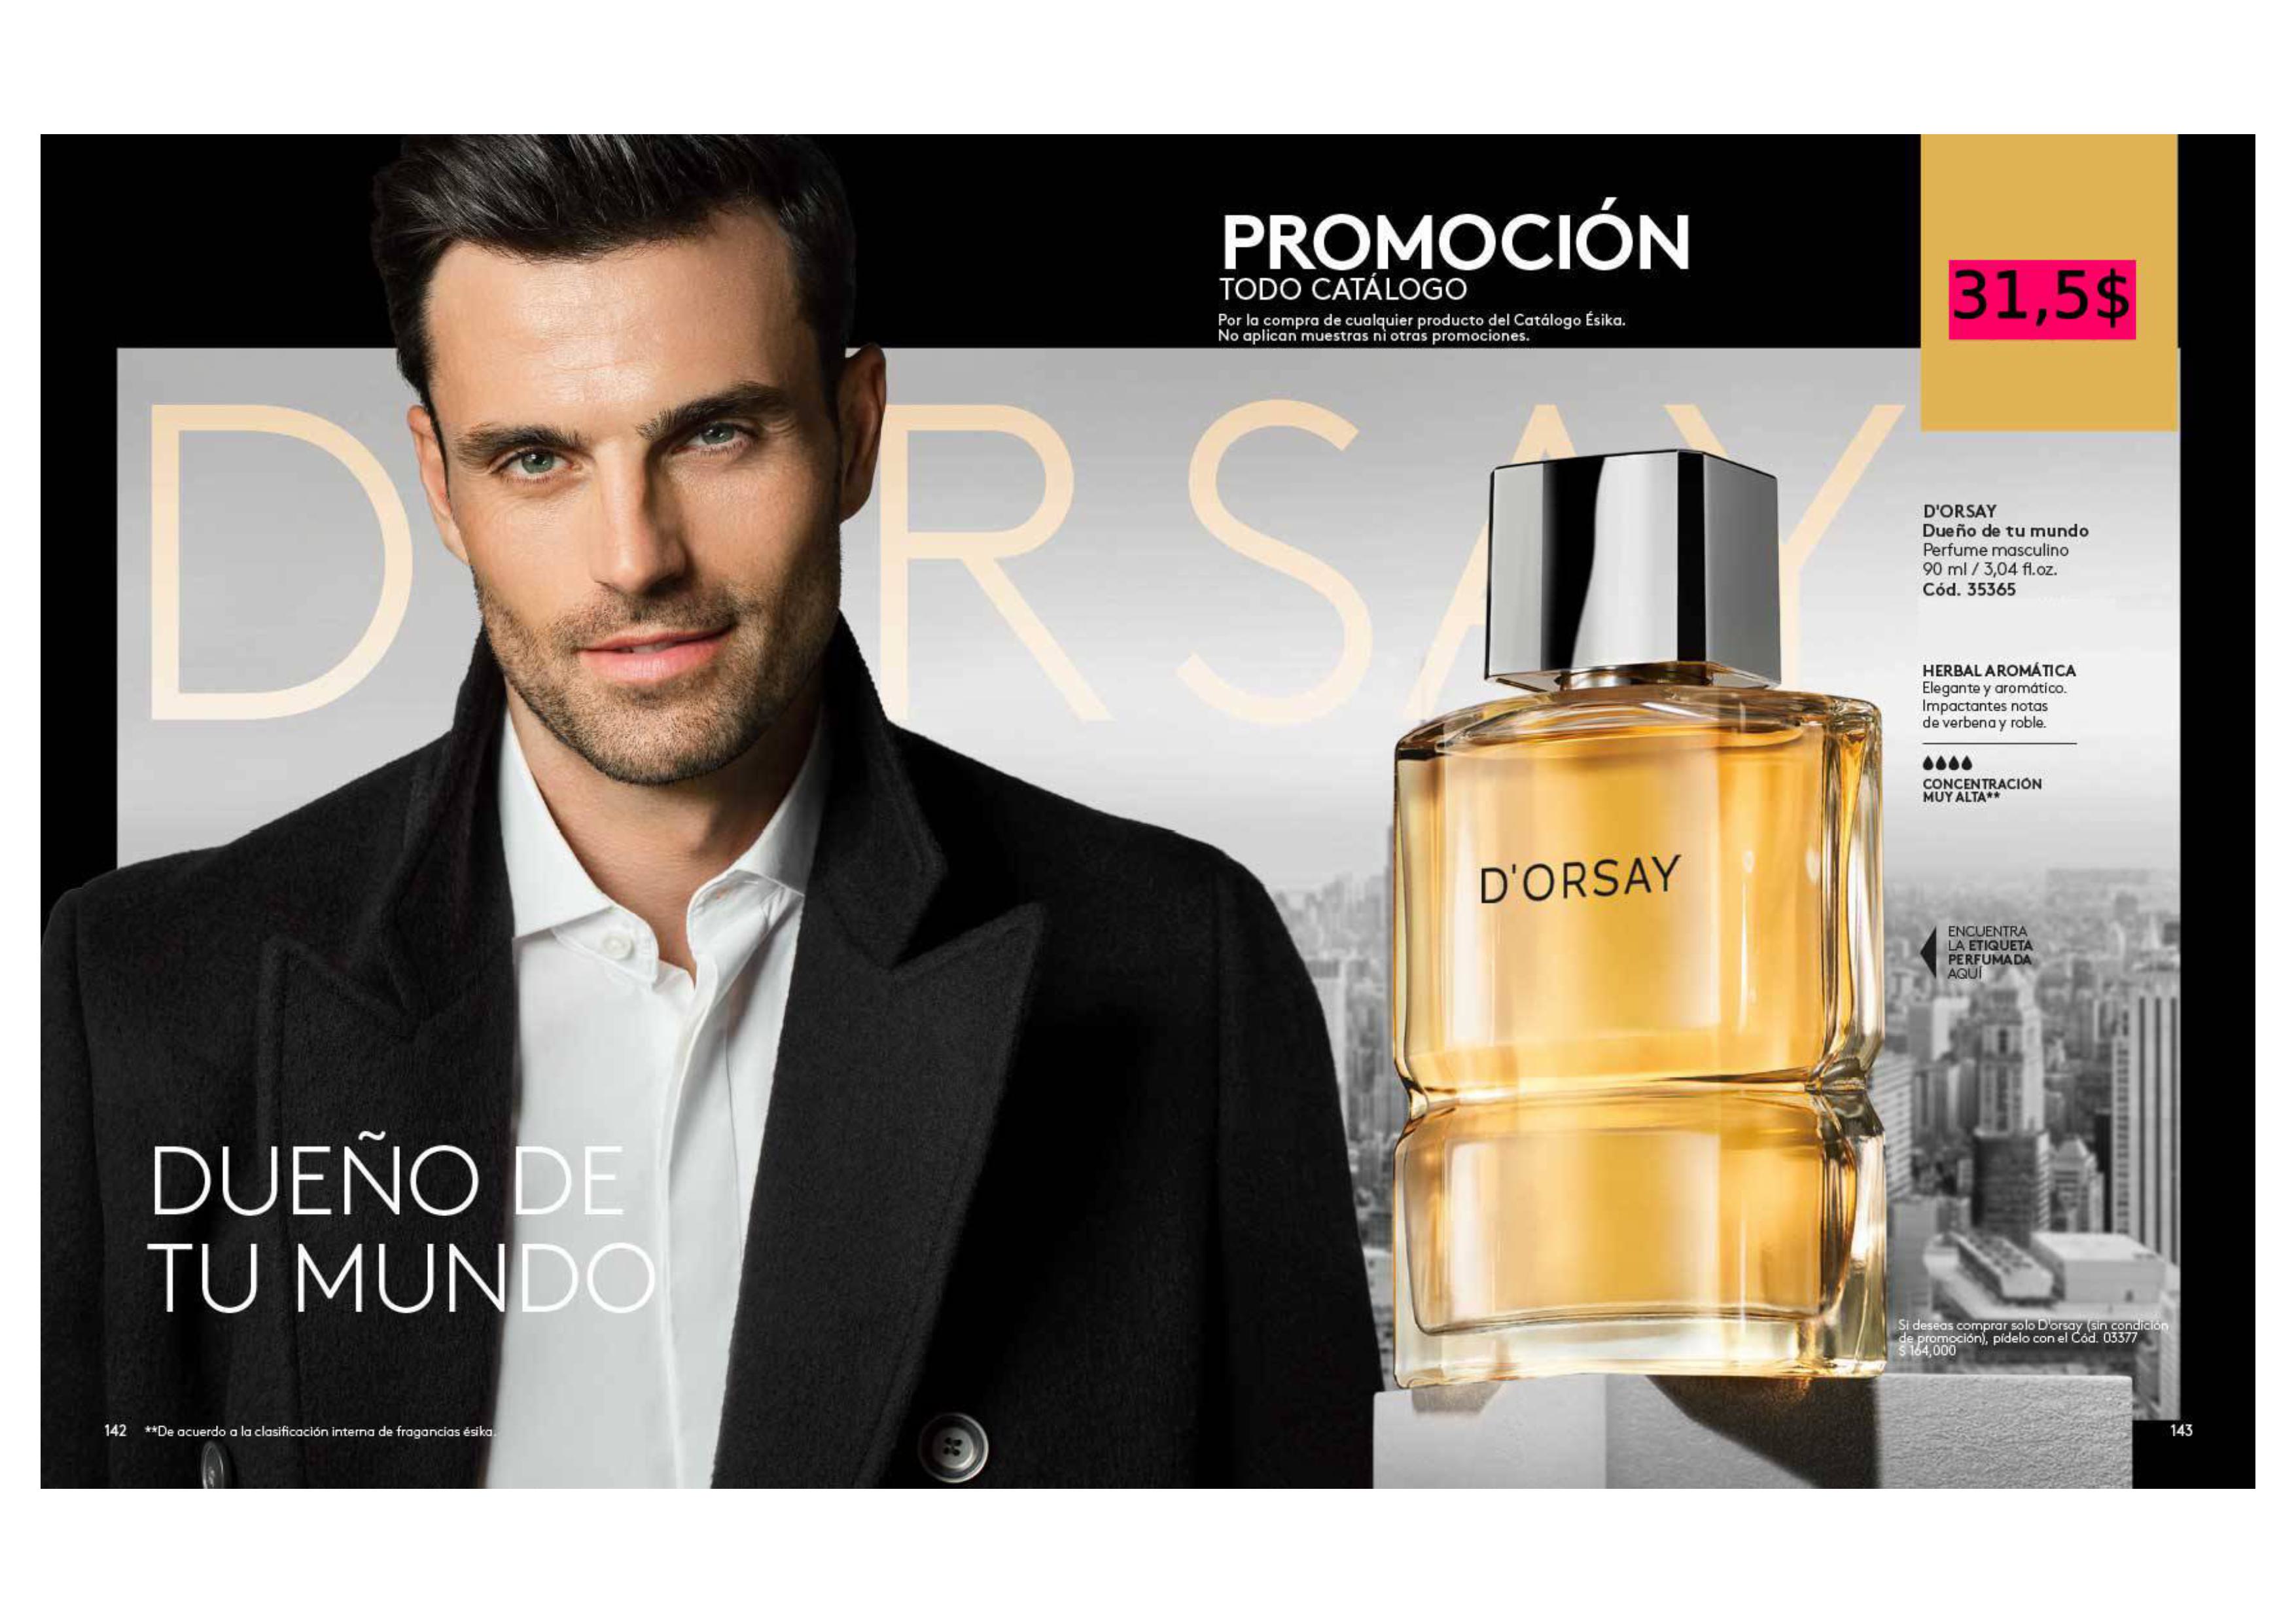 PROMOCIÓN
TODO CATÁLOGO
Por la compra de cualquier producto del Catálogo Ésika.
No aplican muestras ni otras promociones.
31,5$
D RSAY
D'ORSAY
Dueño de tu mundo
Perfume masculino
90 ml / 3,04 fl.oz.
Cód. 35365
HERBAL AROMÁTICA
Elegante y aromático.
Impactantes notas
de verbena y roble.
CONCENTRACIÓN
MUY ALTA**
D'ORSAY
ENCUENTRA
LA ETIQUETA
PERFUMADA
AQUÍ
DUEÑO DE
TU MUNDO
Si deseas comprar solo D'orsay (sin condición
de promoción), pídelo con el Cód. 03377
$ 164,000
142 **De acuerdo a la clasificación interna de fragancias ésika.
143